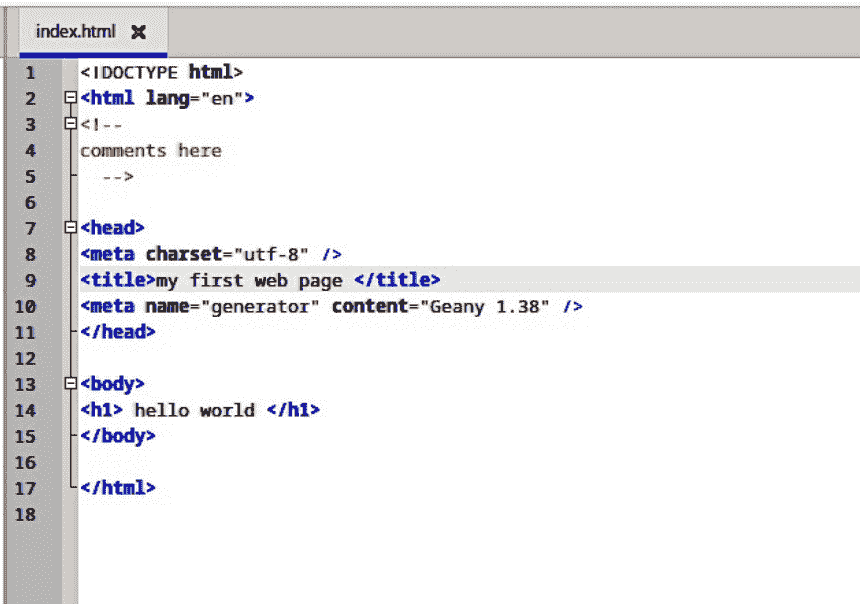 index.html ✖
1 <!DOCTYPE html>
2 <html lang="en">
3 <!--
4 comments here
5   -->
6
7 <head>
8 <meta charset="utf-8" />
9 <title>my first web page </title>
10 <meta name="generator" content="Geany 1.38" />
11 </head>
12
13 <body>
14 <h1> hello world </h1>
15 </body>
16
17 </html>
18